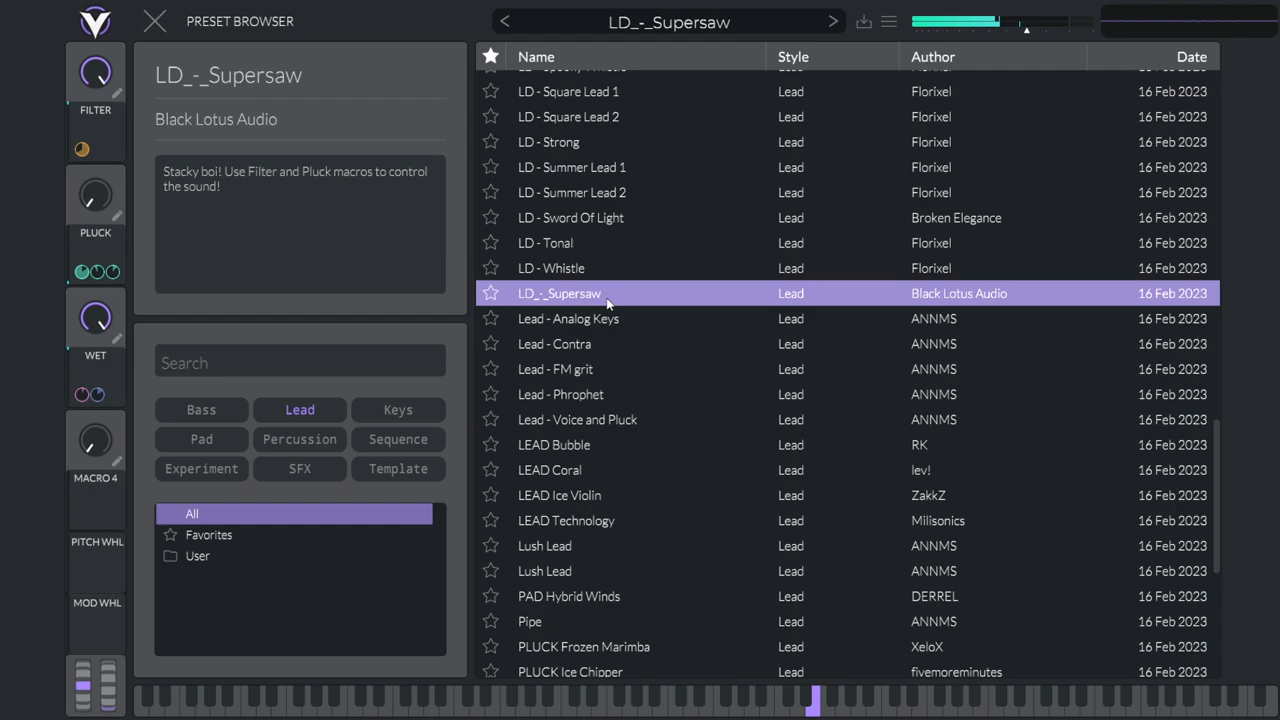 PRESET BROWSER
LD_-_Supersaw
FILTER
PLUCK
WET
MACRO 4
PITCH WHL
MOD WHL
LD_-_Supersaw
Black Lotus Audio
Stacky boi! Use Filter and Pluck macros to control
the sound!
Search
Bass Lead Keys
Pad Percussion Sequence
Experiment SFX Template
All
Favorites
User
Name Style Author Date
LD - Spooky Whistle Lead Florixel 16 Feb 2023
LD - Square Lead 1 Lead Florixel 16 Feb 2023
LD - Square Lead 2 Lead Florixel 16 Feb 2023
LD - Strong Lead Florixel 16 Feb 2023
LD - Summer Lead 1 Lead Florixel 16 Feb 2023
LD - Summer Lead 2 Lead Florixel 16 Feb 2023
LD - Sword Of Light Lead Broken Elegance 16 Feb 2023
LD - Tonal Lead Florixel 16 Feb 2023
LD - Whistle Lead Florixel 16 Feb 2023
LD_-_Supersaw Lead Black Lotus Audio 16 Feb 2023
Lead - Analog Keys Lead ANNMS 16 Feb 2023
Lead - Contra Lead ANNMS 16 Feb 2023
Lead - FM grit Lead ANNMS 16 Feb 2023
Lead - Phrophet Lead ANNMS 16 Feb 2023
Lead - Voice and Pluck Lead ANNMS 16 Feb 2023
LEAD Bubble Lead RK 16 Feb 2023
LEAD Coral Lead lev! 16 Feb 2023
LEAD Ice Violin Lead ZakkZ 16 Feb 2023
LEAD Technology Lead Milisonics 16 Feb 2023
Lush Lead Lead ANNMS 16 Feb 2023
Lush Lead Lead ANNMS 16 Feb 2023
PAD Hybrid Winds Lead DERREL 16 Feb 2023
Pipe Lead ANNMS 16 Feb 2023
PLUCK Frozen Marimba Lead XeloX 16 Feb 2023
PLUCK Ice Chipper Lead fivemoreminutes 16 Feb 2023